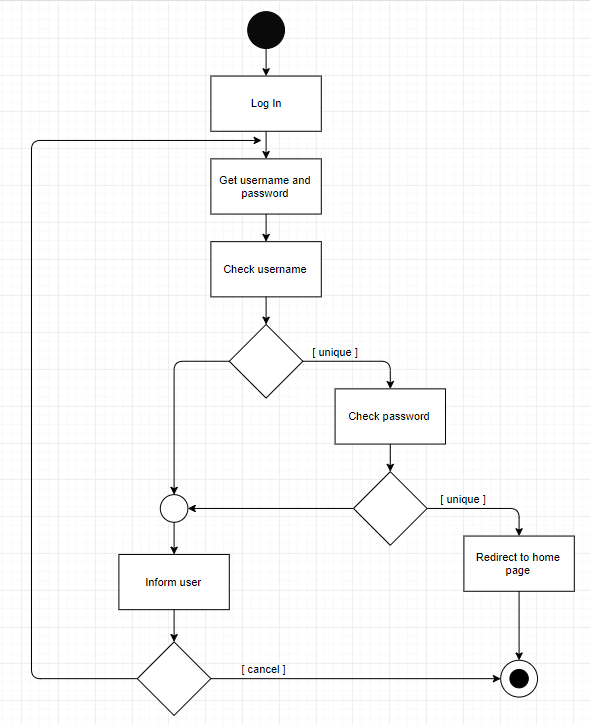 Log In
Get username and
password
Check username
[ unique ]
Check password
[ unique ]
Redirect to home
page
Inform user
[ cancel ]